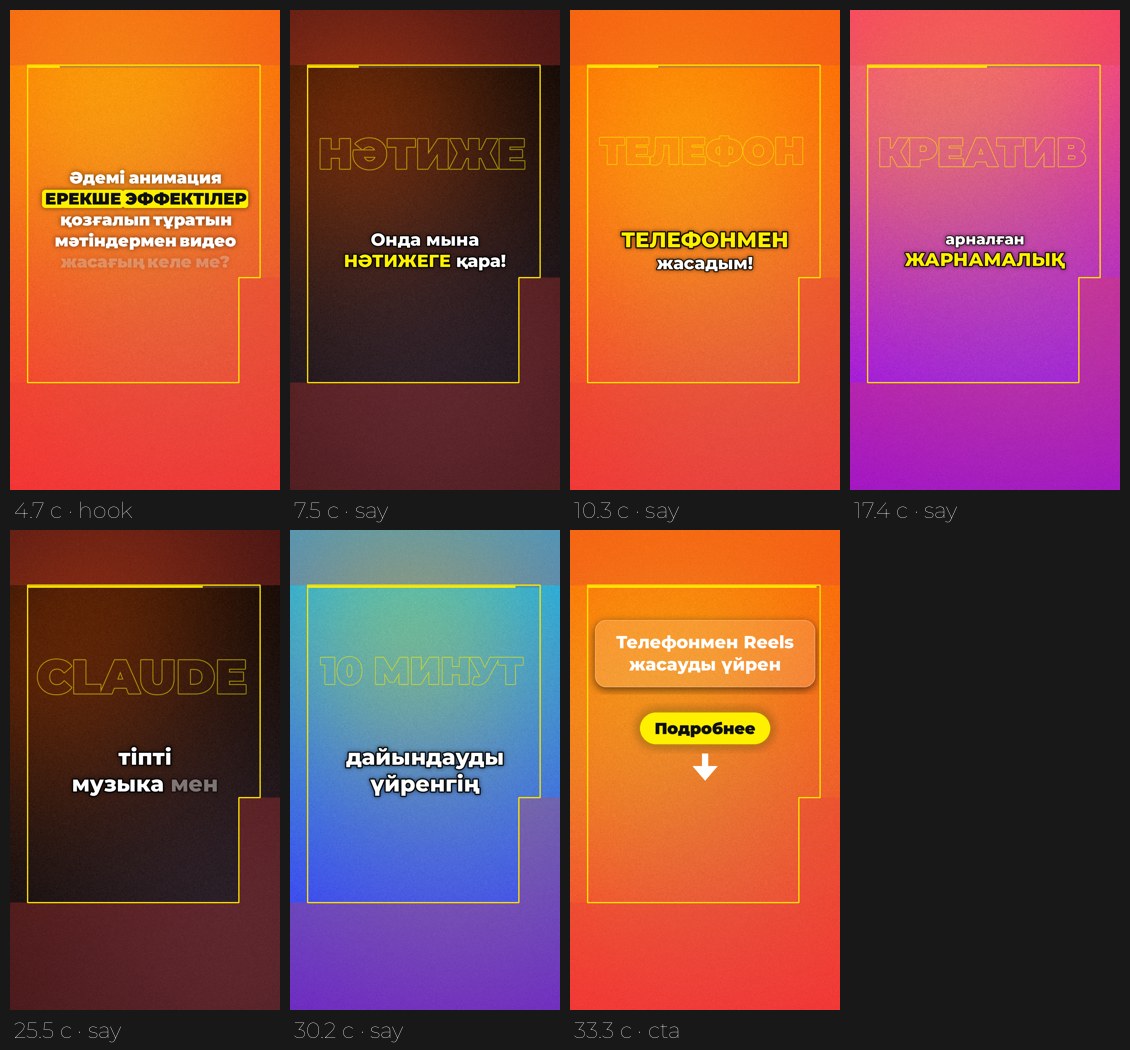 Әдемі анимация
ЕРЕКШЕ ЭФФЕКТІЛЕР
қозғалып тұратын
мәтіндермен видео
жасағың келе ме?
4.7 с · hook
НӘТИЖЕ
Онда мына
НӘТИЖЕГЕ қара!
7.5 с · say
ТЕЛЕФОН
ТЕЛЕФОНМЕН
жасадым!
10.3 с · say
КРЕАТИВ
арналған
ЖАРНАМАЛЫҚ
17.4 с · say
CLAUDE
тіпті
музыка мен
25.5 с · say
10 МИНУТ
дайындауды
үйренгің
30.2 с · say
Телефонмен Reels
жасауды үйрен
Подробнее
33.3 с · cta